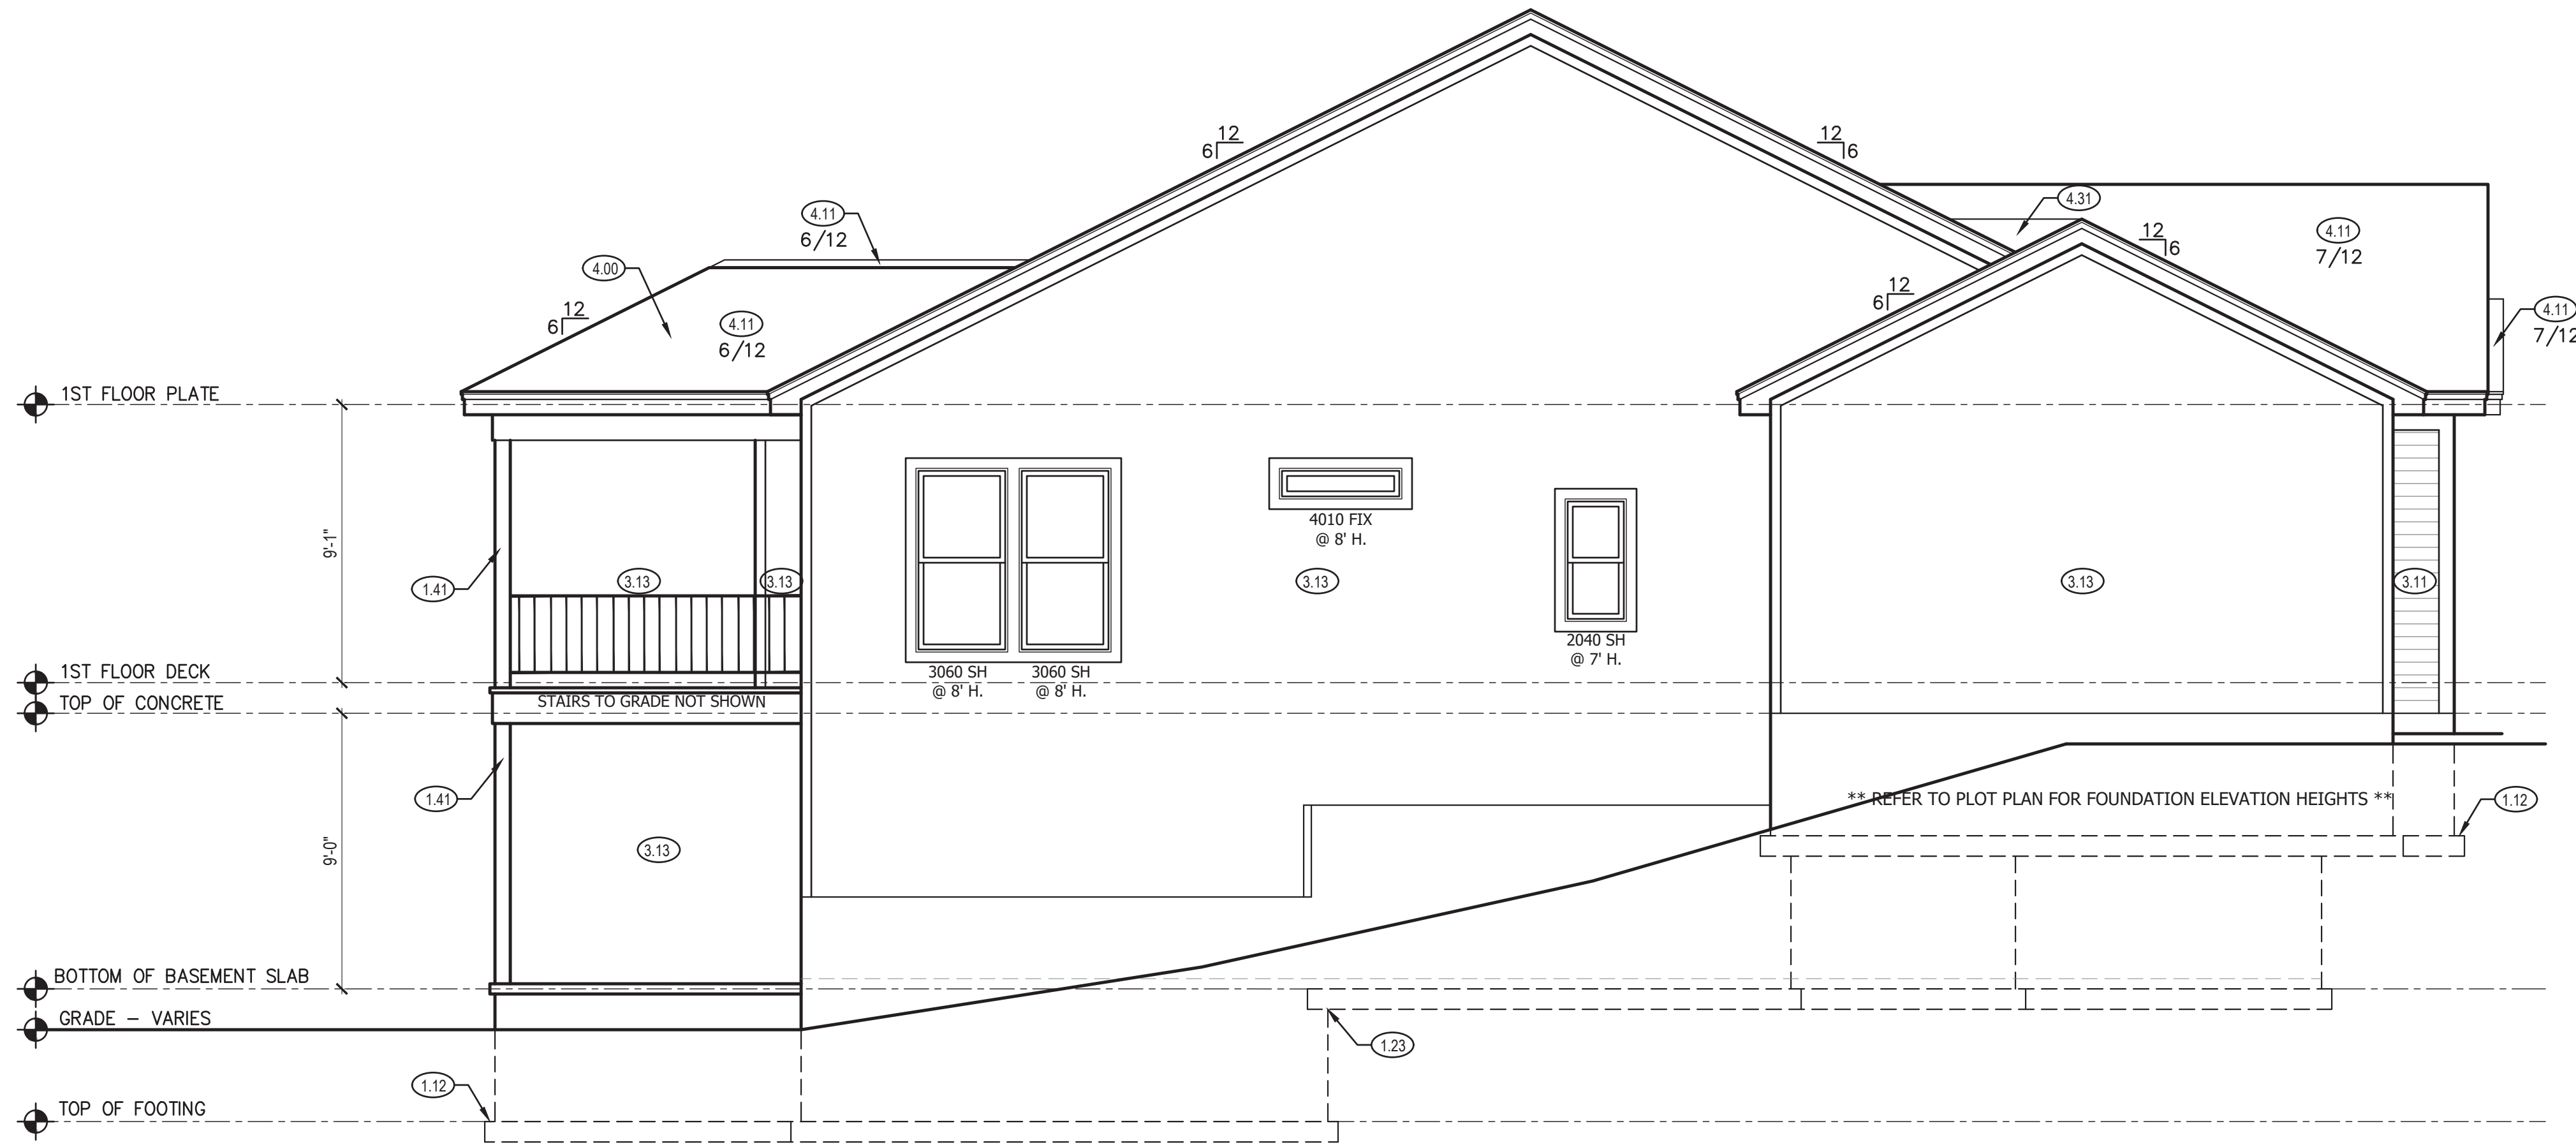 12
6
12
6
4.31
4.11
6/12
12
6
4.11
7/12
4.00
12
6
12
6
4.11
7/12
4.11
6/12
1ST FLOOR PLATE
4010 FIX
@ 8' H.
9'-1"
1.41
3.13
3.13
3.13
3.13
3.11
2040 SH
@ 7' H.
3060 SH
@ 8' H.
3060 SH
@ 8' H.
1ST FLOOR DECK
TOP OF CONCRETE
STAIRS TO GRADE NOT SHOWN
1.41
** REFER TO PLOT PLAN FOR FOUNDATION ELEVATION HEIGHTS **
1.12
9'-0"
3.13
BOTTOM OF BASEMENT SLAB
GRADE – VARIES
1.23
1.12
TOP OF FOOTING